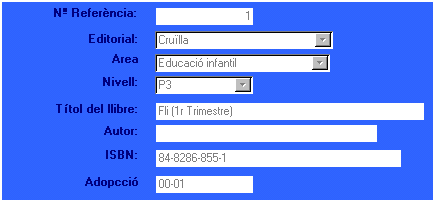 Nº Referència: 1
Editorial: Cruïlla
Area Educació infantil
Nivell: P3
Títol del llibre: Fli (1r Trimestre)
Autor:
ISBN: 84-8286-855-1
Adopcció 00-01